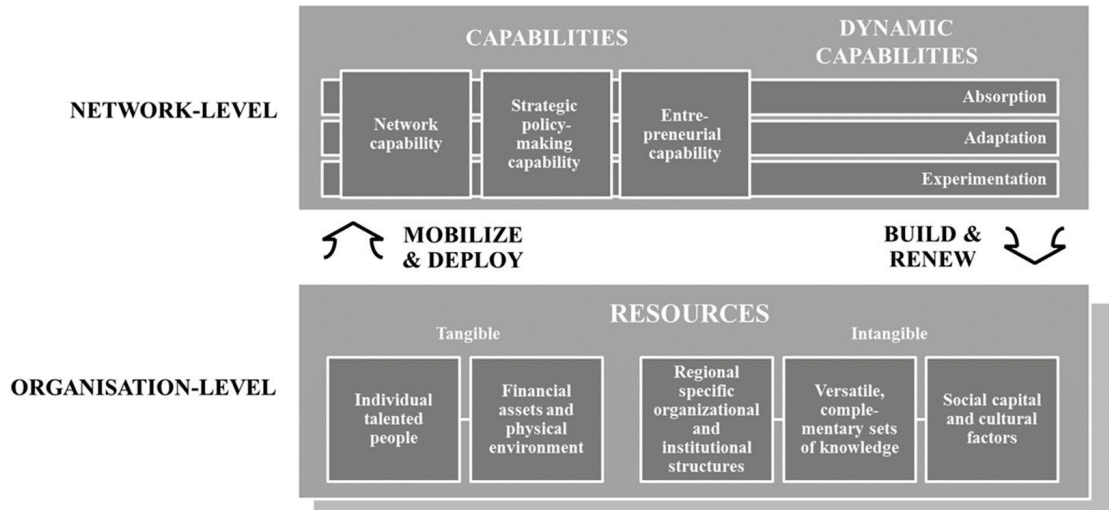 CAPABILITIES
DYNAMIC
CAPABILITIES
NETWORK-LEVEL
Network
capability
Strategic
policy-
making
capability
Entre-
preneurial
capability
Absorption
Adaptation
Experimentation
MOBILIZE
& DEPLOY
BUILD &
RENEW
RESOURCES
Tangible
Intangible
ORGANISATION-LEVEL
Individual
talented
people
Financial
assets and
physical
environment
Regional
specific
organizational
and
institutional
structures
Versatile,
comple-
mentary sets
of knowledge
Social capital
and cultural
factors